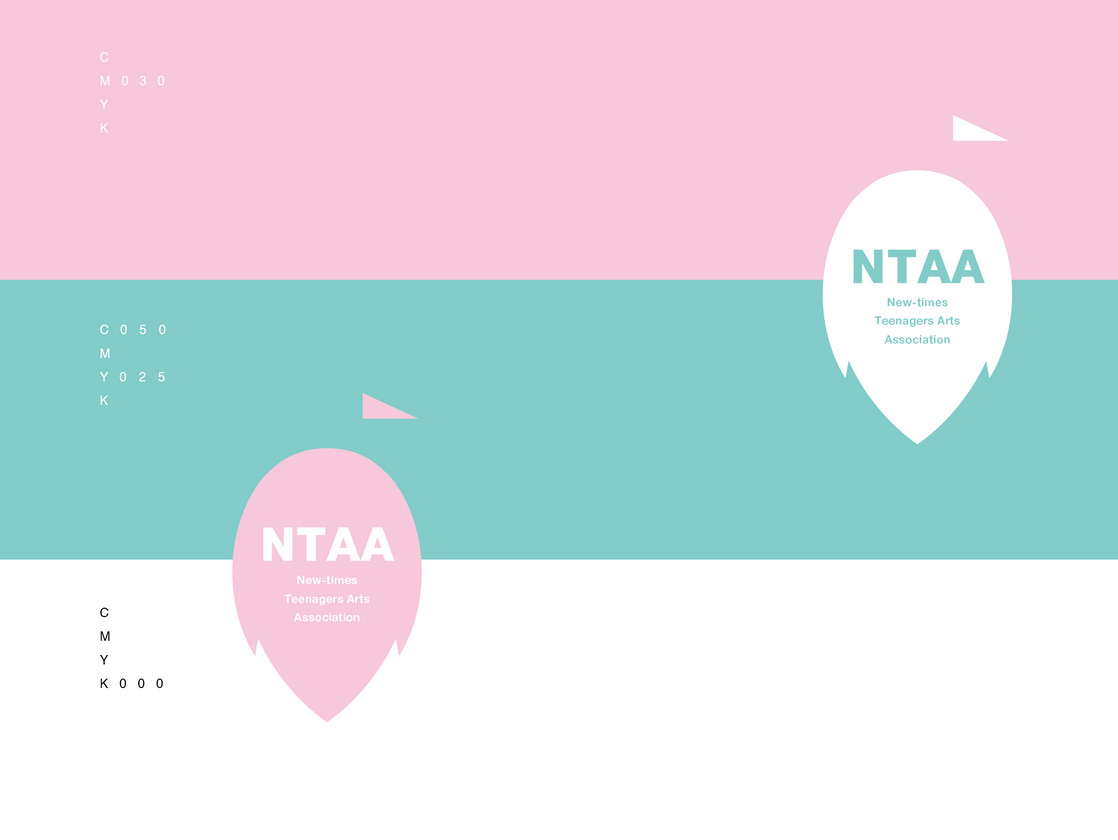 C
M 0 3 0
Y
K
NTAA
New-times
Teenagers Arts
Association
C 0 5 0
M
Y 0 2 5
K
NTAA
New-times
Teenagers Arts
Association
C
M
Y
K 0 0 0